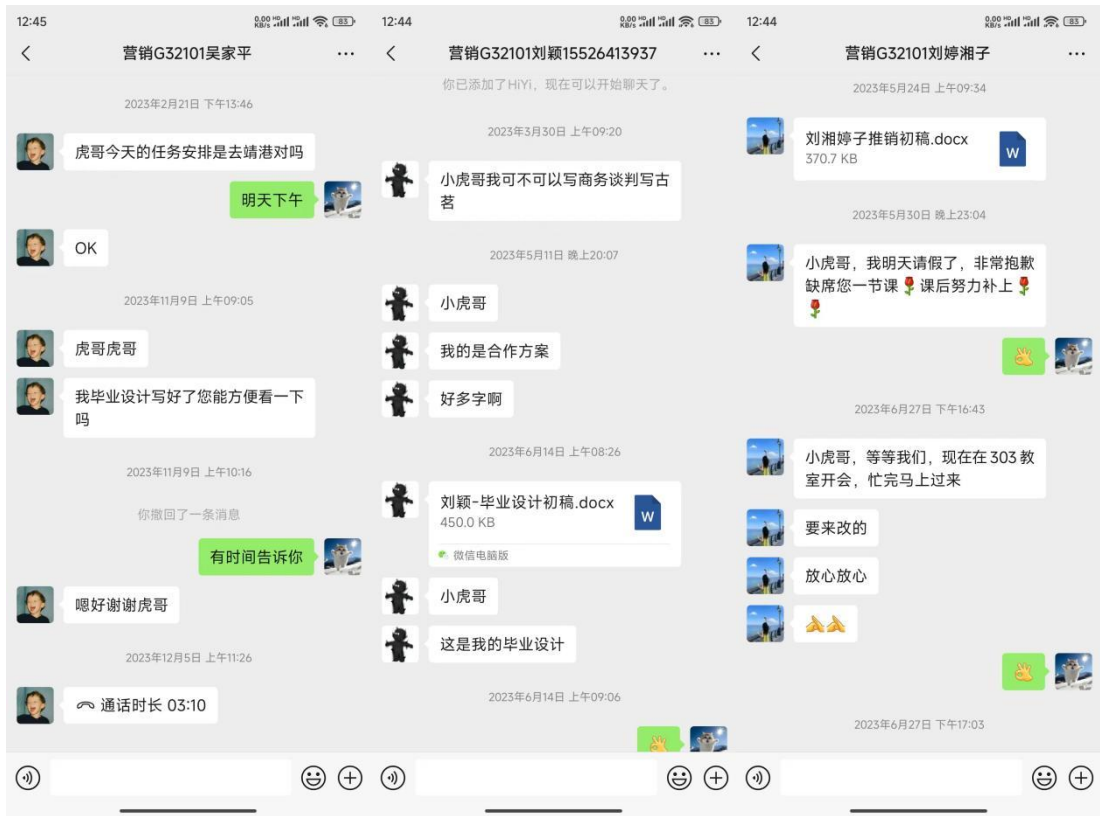 12:45
0.00 KB/s
83
营销G32101吴家平
2023年2月21日 下午13:46
虎哥今天的任务安排是去靖港对吗
明天下午
OK
2023年11月9日 上午09:05
虎哥虎哥
我毕业设计写好了您能方便看一下
吗
2023年11月9日 上午10:16
你撤回了一条消息
有时间告诉你
嗯好谢谢虎哥
2023年12月5日 上午11:26
通话时长 03:10
12:44
0.00 KB/s
83
营销G32101刘颖15526413937
你已添加了HiYi，现在可以开始聊天了。
2023年3月30日 上午09:20
小虎哥我可不可以写商务谈判写古
茗
2023年5月11日 晚上20:07
小虎哥
我的是合作方案
好多字啊
2023年6月14日 上午08:26
刘颖-毕业设计初稿.docx
W
450.0 KB
微信电脑版
小虎哥
这是我的毕业设计
2023年6月14日 上午09:06
12:44
0.00 KB/s
83
营销G32101刘婷湘子
2023年5月24日 上午09:34
刘湘婷子推销初稿.docx
W
370.7 KB
2023年5月30日 晚上23:04
小虎哥，我明天请假了，非常抱歉
缺席您一节课🌹课后努力补上🌹
🌹
2023年6月27日 下午16:43
小虎哥，等等我们，现在在303教
室开会，忙完马上过来
要来改的
放心放心
2023年6月27日 下午17:03